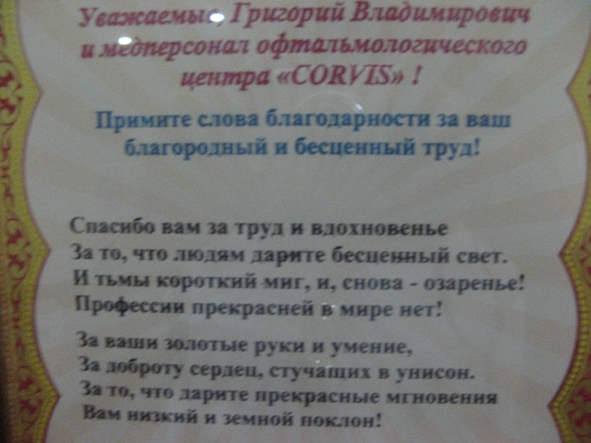 Уважаемые, Григорий Владимирович
и медперсонал офтальмологического
центра «CORVIS» !
Примите слова благодарности за ваш
благородный и бесценный труд!
Спасибо вам за труд и вдохновенье
За то, что людям дарите бесценный свет.
И тьмы короткий миг, и, снова - озаренье!
Профессии прекрасней в мире нет!
За ваши золотые руки и умение,
За доброту сердец, стучащих в унисон.
За то, что дарите прекрасные мгновения
Вам низкий и земной поклон!